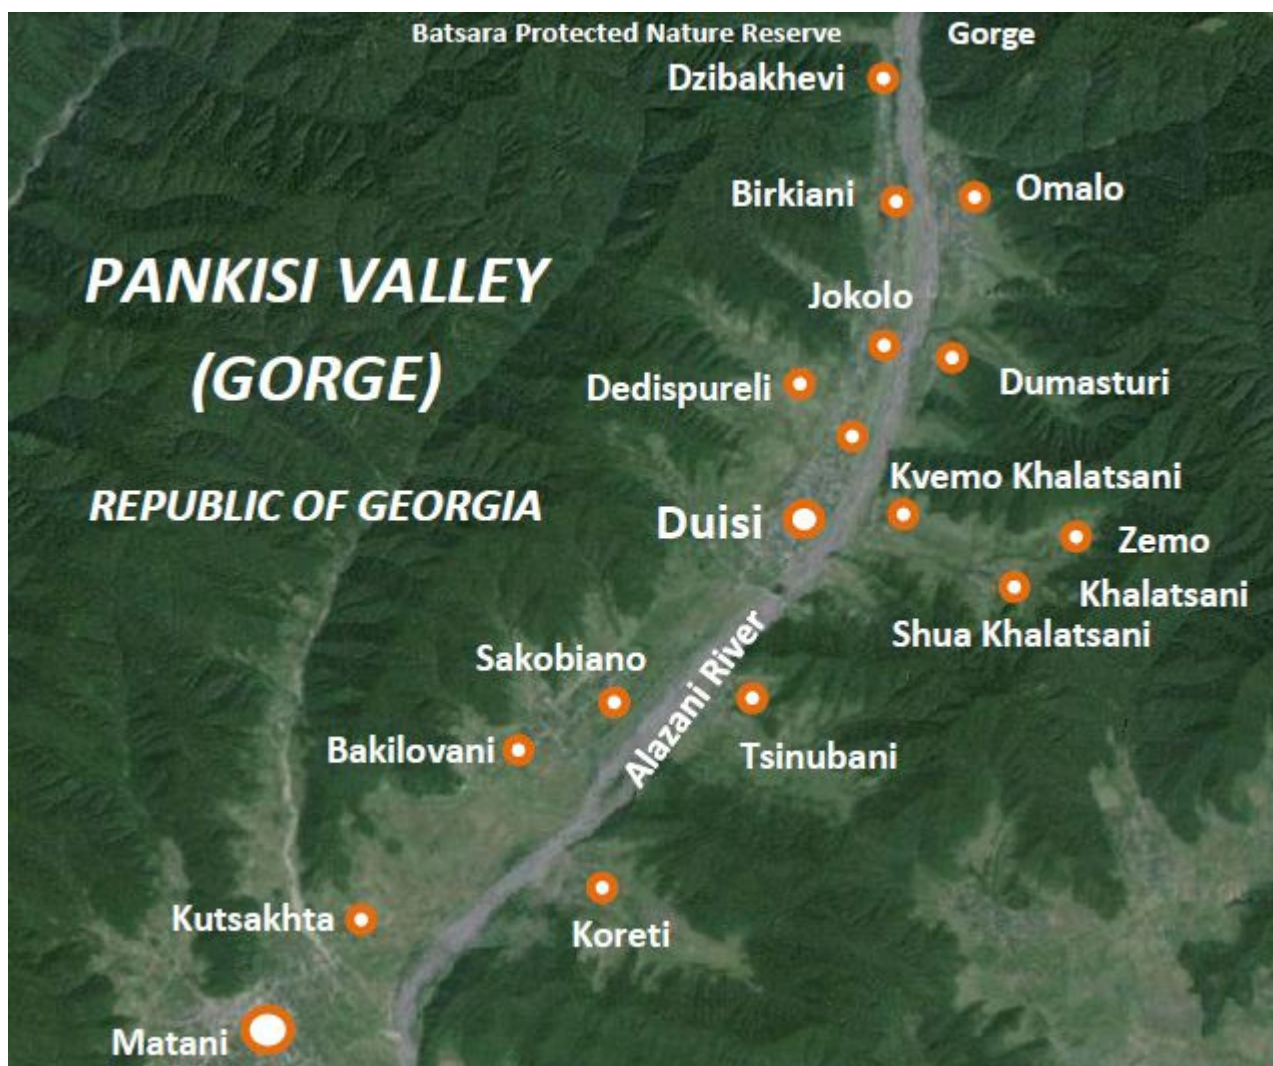 Batsara Protected Nature Reserve
Gorge
Dzibakhevi
Birkiani
Omalo
PANKISI VALLEY
(GORGE)
Jokolo
Dedispureli
Dumasturi
Kvemo Khalatsani
REPUBLIC OF GEORGIA
Duisi
Zemo
Khalatsani
Shua Khalatsani
Sakobiano
Alazani River
Bakilovani
Tsinubani
Kutsakhta
Koreti
Matani